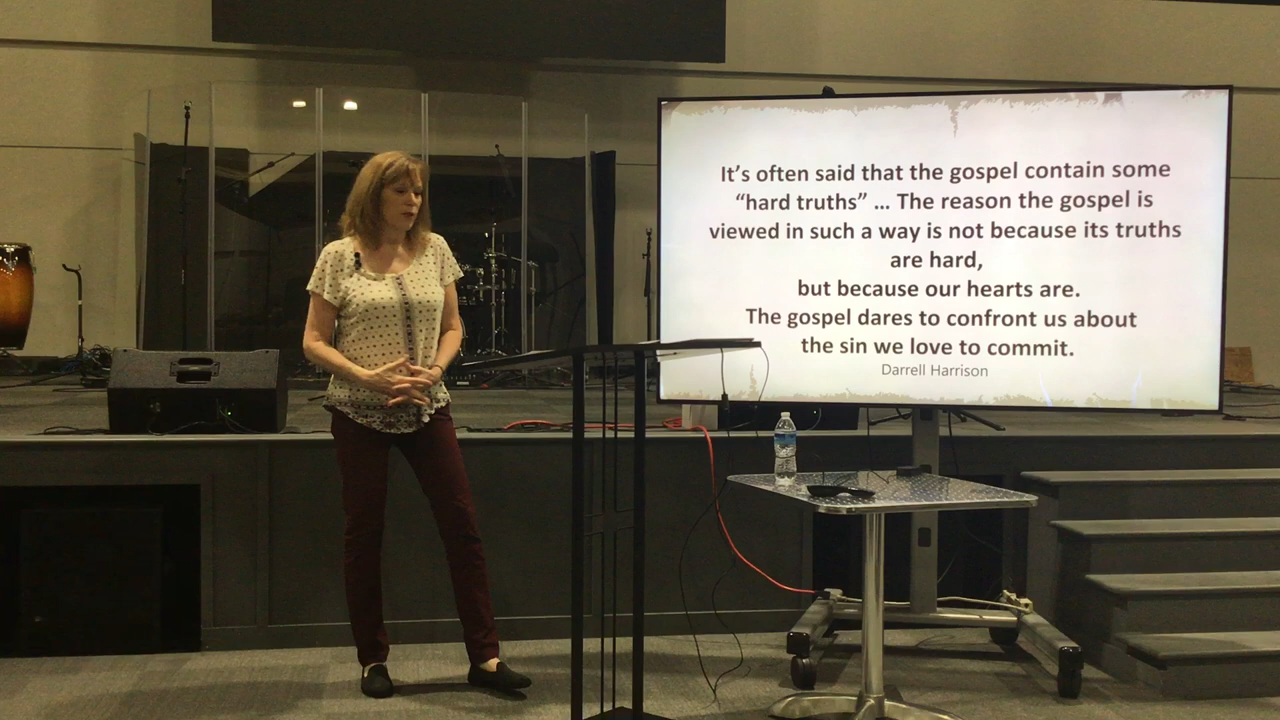 It's often said that the gospel contain some
“hard truths” ... The reason the gospel is
viewed in such a way is not because its truths
are hard,
but because our hearts are.
The gospel dares to confront us about
the sin we love to commit.
Darrell Harrison